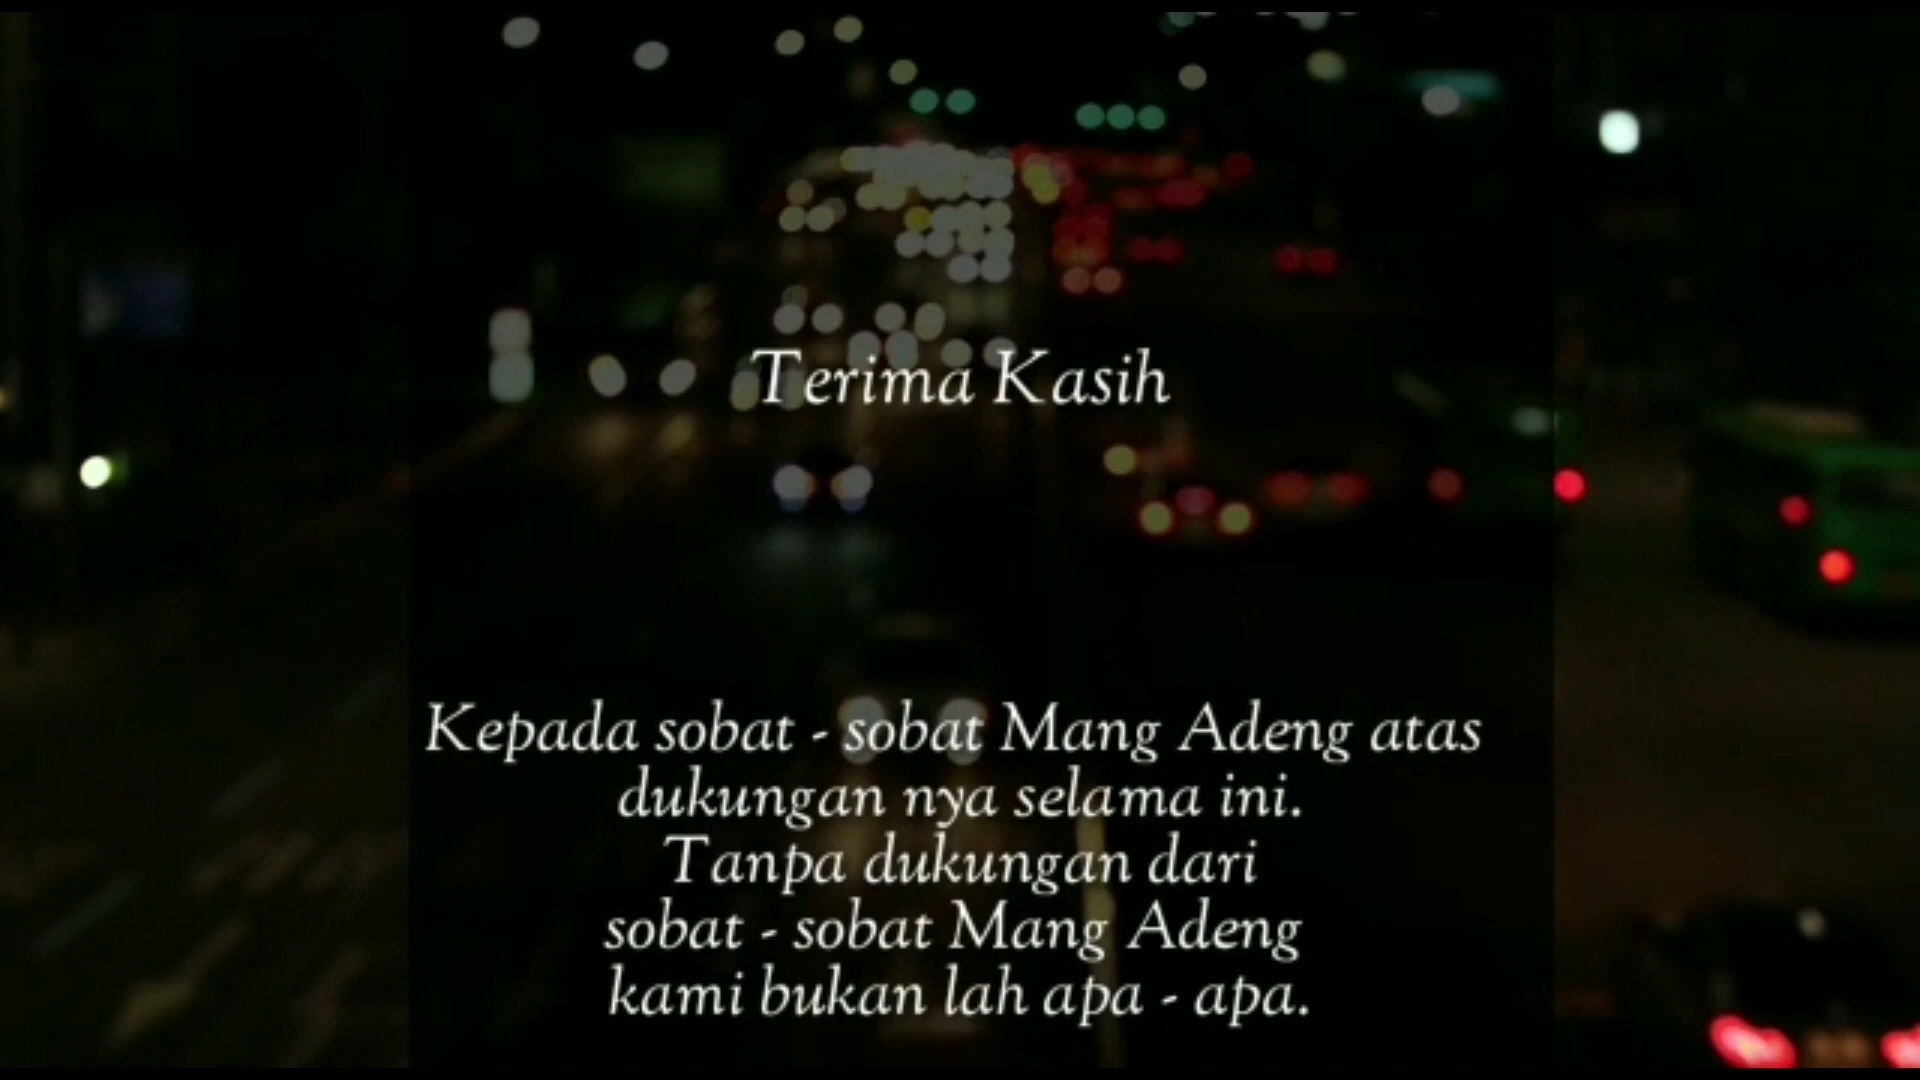 Terima Kasih
Kepada sobat - sobat Mang Adeng atas
dukungan nya selama ini.
Tanpa dukungan dari
sobat - sobat Mang Adeng
kami bukan lah apa - apa.